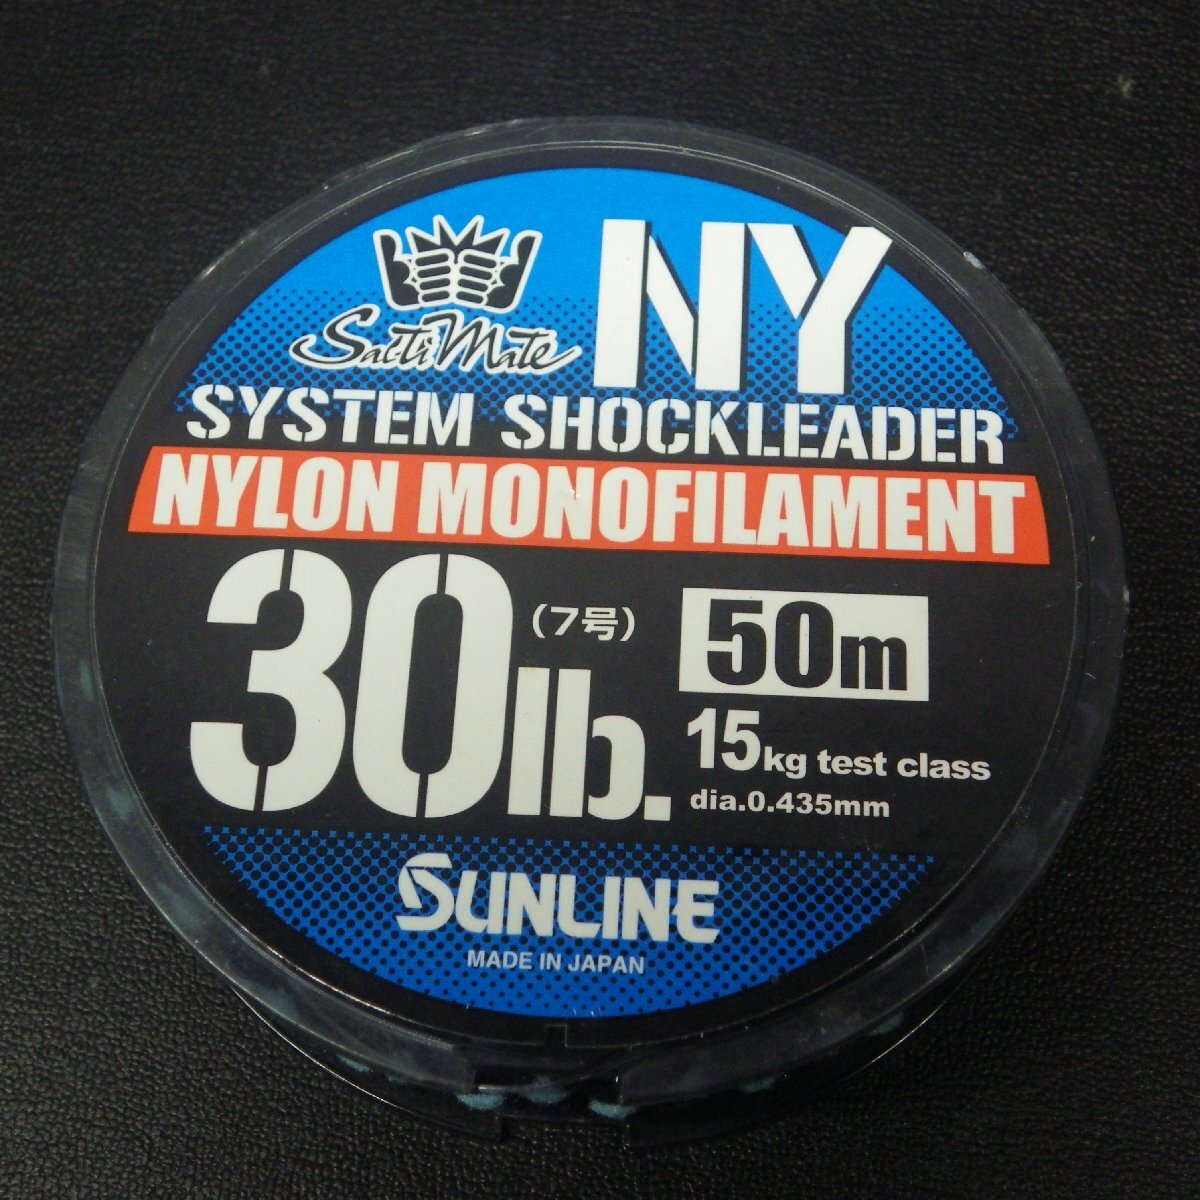 SaltiMate
NY
SYSTEM SHOCKLEADER
NYLON MONOFILAMENT
30lb.
(7号)
50m
15kg test class
dia.0.435mm
SUNLINE
MADE IN JAPAN